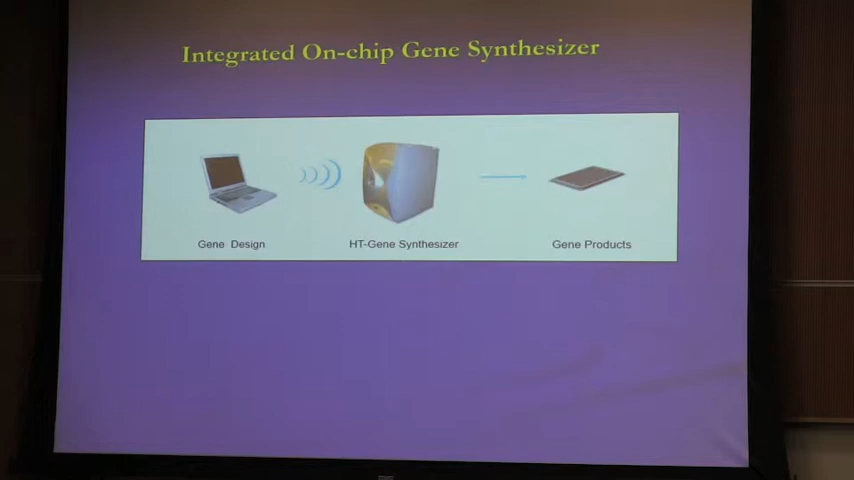 Integrated On-chip Gene Synthesizer
Gene Design
HT-Gene Synthesizer
Gene Products